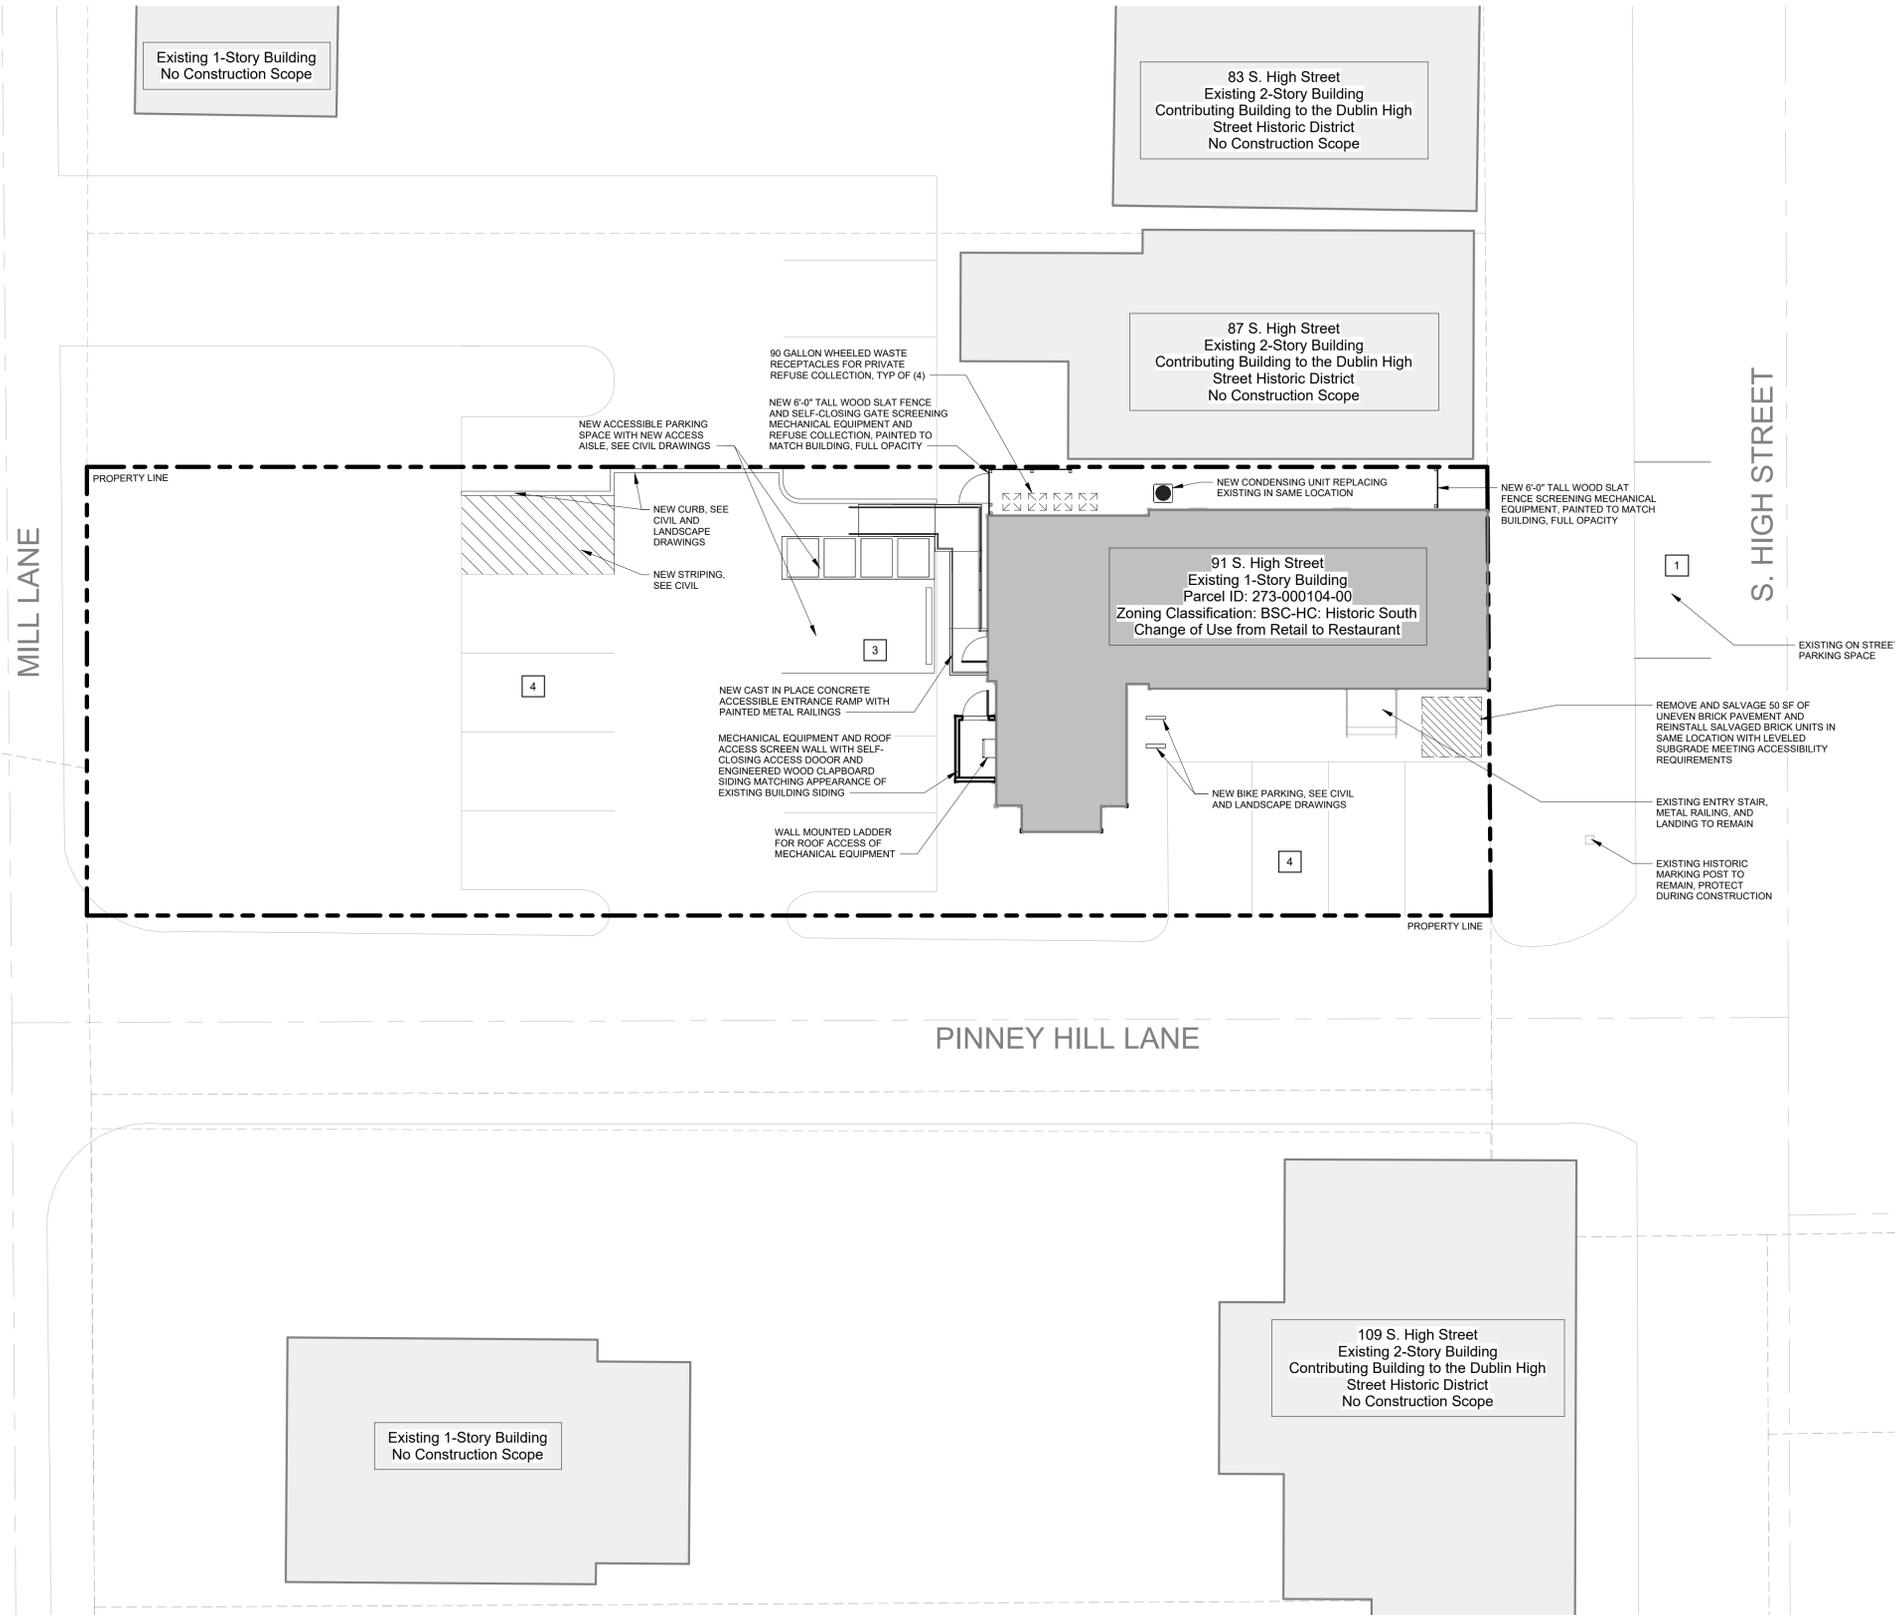 Existing 1-Story Building
No Construction Scope
83 S. High Street
Existing 2-Story Building
Contributing Building to the Dublin High
Street Historic District
No Construction Scope
87 S. High Street
Existing 2-Story Building
Contributing Building to the Dublin High
Street Historic District
No Construction Scope
90 GALLON WHEELED WASTE
RECEPTACLES FOR PRIVATE
REFUSE COLLECTION, TYP OF (4)
NEW 6'-0" TALL WOOD SLAT FENCE
AND SELF-CLOSING GATE SCREENING
MECHANICAL EQUIPMENT AND
REFUSE COLLECTION, PAINTED TO
MATCH BUILDING, FULL OPACITY
NEW ACCESSIBLE PARKING
SPACE WITH NEW ACCESS
AISLE, SEE CIVIL DRAWINGS
PROPERTY LINE
NEW CURB, SEE
CIVIL AND
LANDSCAPE
DRAWINGS
NEW STRIPING,
SEE CIVIL
NEW CONDENSING UNIT REPLACING
EXISTING IN SAME LOCATION
NEW 6'-0" TALL WOOD SLAT
FENCE SCREENING MECHANICAL
EQUIPMENT, PAINTED TO MATCH
BUILDING, FULL OPACITY
91 S. High Street
Existing 1-Story Building
Parcel ID: 273-000104-00
Zoning Classification: BSC-HC: Historic South
Change of Use from Retail to Restaurant
MILL LANE
S. HIGH STREET
1
EXISTING ON STREET
PARKING SPACE
3
4
NEW CAST IN PLACE CONCRETE
ACCESSIBLE ENTRANCE RAMP WITH
PAINTED METAL RAILINGS
MECHANICAL EQUIPMENT AND ROOF
ACCESS SCREEN WALL WITH SELF-
CLOSING ACCESS DOOOR AND
ENGINEERED WOOD CLAPBOARD
SIDING MATCHING APPEARANCE OF
EXISTING BUILDING SIDING
WALL MOUNTED LADDER
FOR ROOF ACCESS OF
MECHANICAL EQUIPMENT
NEW BIKE PARKING, SEE CIVIL
AND LANDSCAPE DRAWINGS
4
REMOVE AND SALVAGE 50 SF OF
UNEVEN BRICK PAVEMENT AND
REINSTALL SALVAGED BRICK UNITS IN
SAME LOCATION WITH LEVELED
SUBGRADE MEETING ACCESSIBILITY
REQUIREMENTS
EXISTING ENTRY STAIR,
METAL RAILING, AND
LANDING TO REMAIN
EXISTING HISTORIC
MARKING POST TO
REMAIN, PROTECT
DURING CONSTRUCTION
PROPERTY LINE
PINNEY HILL LANE
109 S. High Street
Existing 2-Story Building
Contributing Building to the Dublin High
Street Historic District
No Construction Scope
Existing 1-Story Building
No Construction Scope